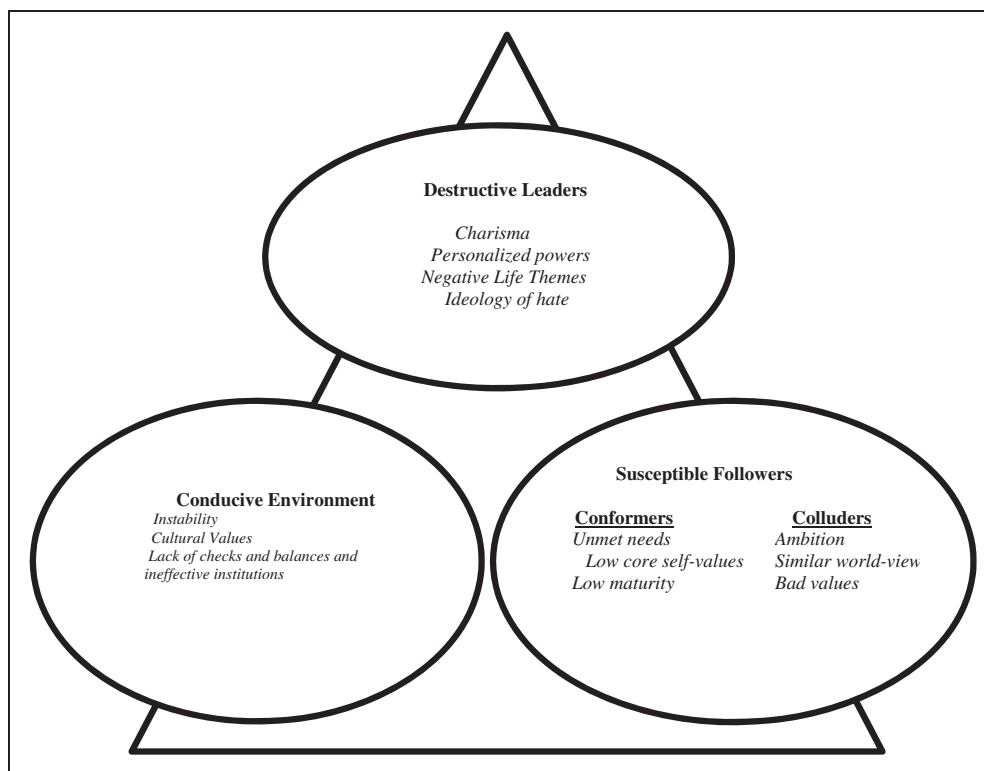 Destructive Leaders
Charisma
Personalized powers
Negative Life Themes
Ideology of hate
Conducive Environment
Instability
Cultural Values
Lack of checks and balances and
ineffective institutions
Susceptible Followers
Conformers
Unmet needs
Low core self-values
Low maturity
Colluders
Ambition
Similar world-view
Bad values